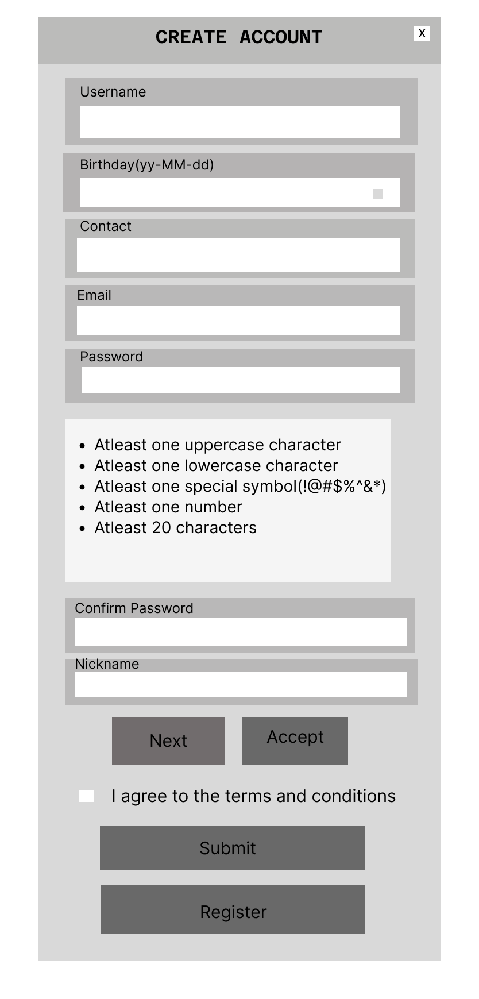 CREATE ACCOUNT X
Username
Birthday(yy-MM-dd)
Contact
Email
Password
• Atleast one uppercase character
• Atleast one lowercase character
• Atleast one special symbol(!@#$%^&*)
• Atleast one number
• Atleast 20 characters
Confirm Password
Nickname
Next Accept
I agree to the terms and conditions
Submit
Register